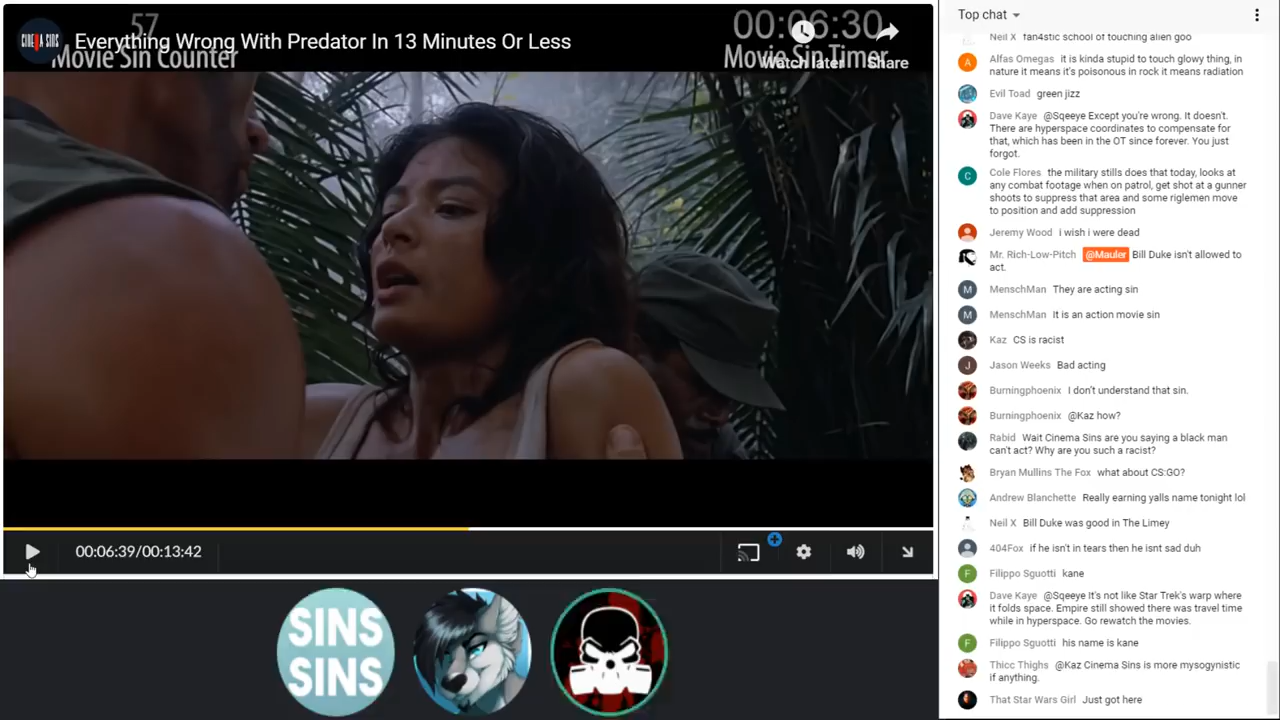 57
00:06:30
CINEMA SINS
Everything Wrong With Predator In 13 Minutes Or Less
Movie Sin Counter
Movie Sin Timer
Watch later
Share
00:06:39/00:13:42
SINS
SINS
Top chat
Neil X fan4stic school of touching alien goo
Alfas Omegas it is kinda stupid to touch glowy thing, in
nature it means it's poisonous in rock it means radiation
Evil Toad green jizz
Dave Kaye @Sqeeye Except you're wrong. It doesn't.
There are hyperspace coordinates to compensate for
that, which has been in the OT since forever. You just
forgot.
C
Cole Flores the military stills does that today, looks at
any combat footage when on patrol, get shot at a gunner
shoots to suppress that area and some riglemen move
to position and add suppression
Jeremy Wood i wish i were dead
Mr. Rich-Low-Pitch @Mauler Bill Duke isn't allowed to
act.
M
MenschMan They are acting sin
M
MenschMan It is an action movie sin
Kaz CS is racist
J
Jason Weeks Bad acting
Burningphoenix I don't understand that sin.
Burningphoenix @Kaz how?
Rabid Wait Cinema Sins are you saying a black man
can't act? Why are you such a racist?
Bryan Mullins The Fox what about CS:GO?
Andrew Blanchette Really earning yalls name tonight lol
Neil X Bill Duke was good in The Limey
404Fox if he isn't in tears then he isnt sad duh
F
Filippo Sguotti kane
Dave Kaye @Sqeeye It's not like Star Trek's warp where
it folds space. Empire still showed there was travel time
while in hyperspace. Go rewatch the movies.
F
Filippo Sguotti his name is kane
Thicc Thighs @Kaz Cinema Sins is more mysogynistic
if anything.
That Star Wars Girl Just got here